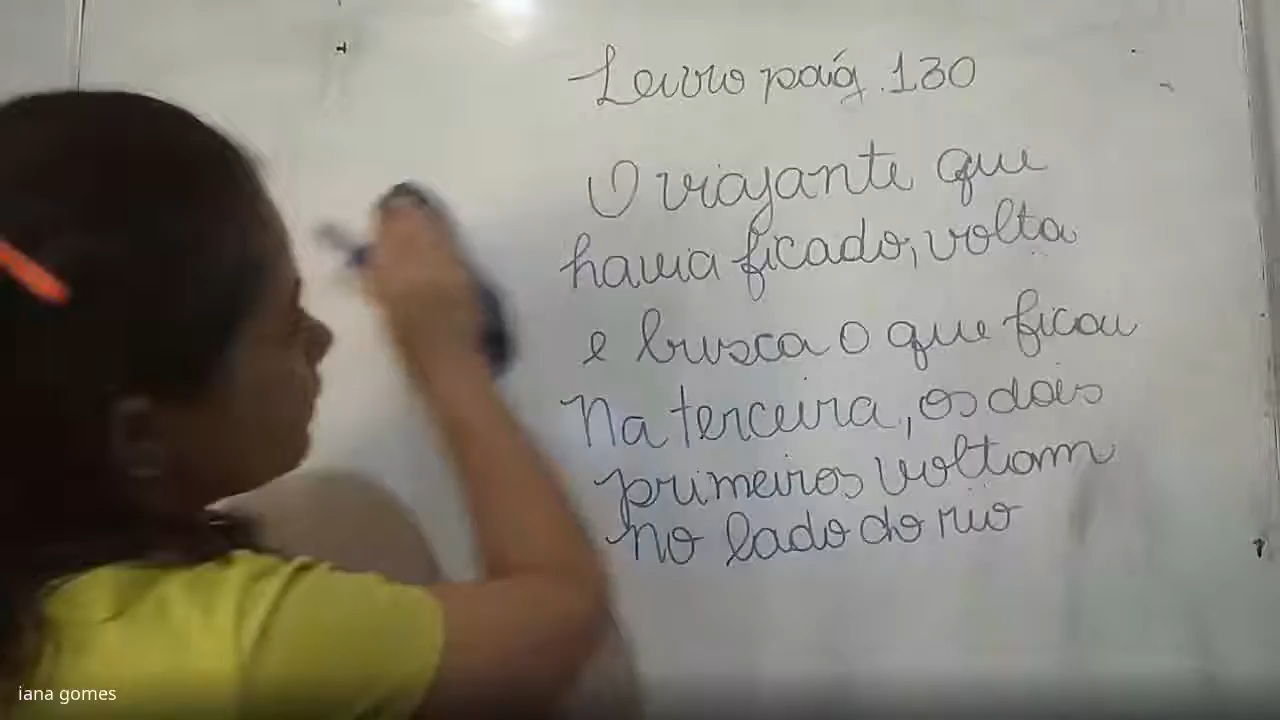 Livro pág. 130
O viajante que
havia ficado, volta
e busca o que ficou
Na terceira, os dois
primeiros voltam
no lado do rio
iana gomes